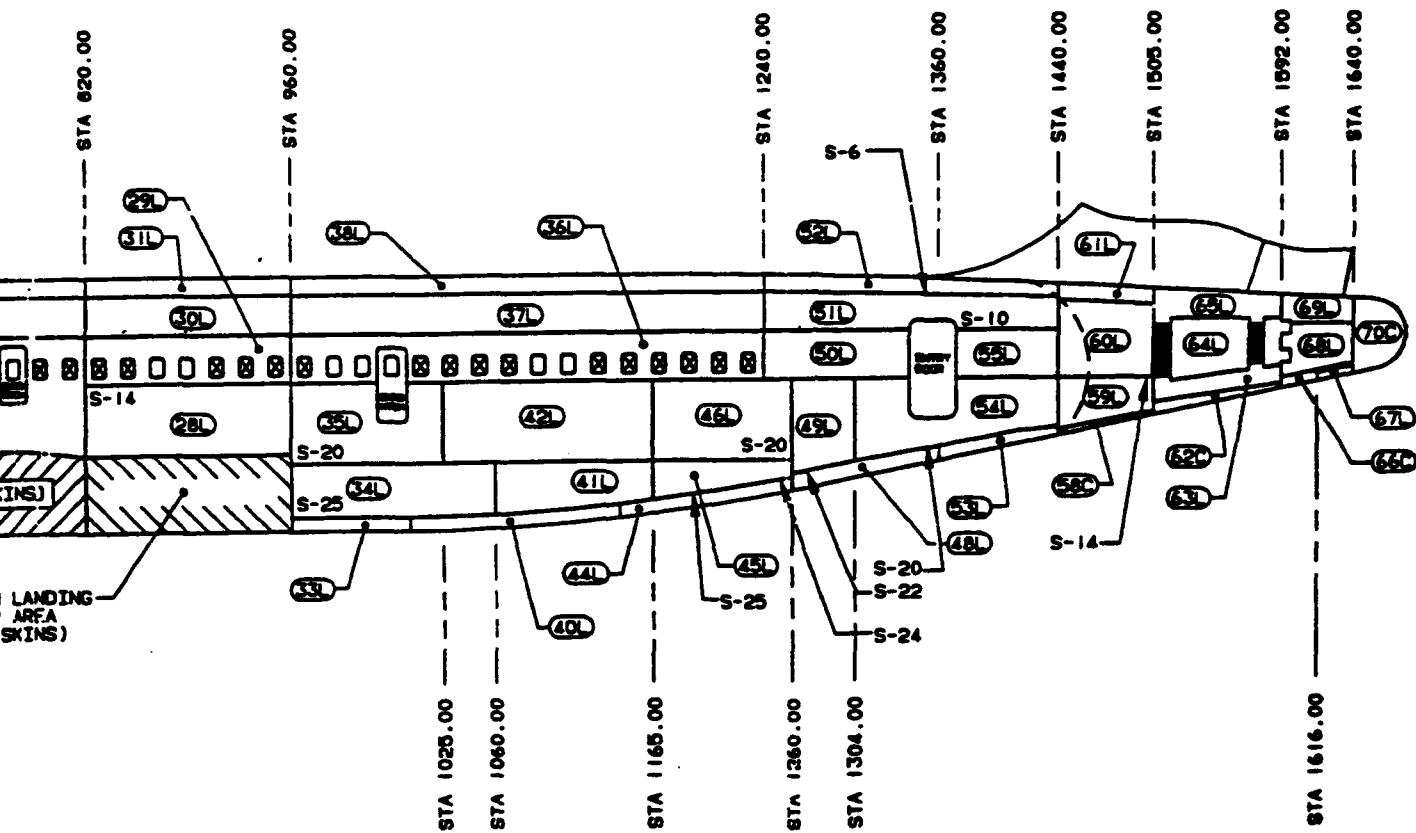 STA 820.00
STA 960.00
STA 1240.00
STA 1360.00
STA 1440.00
STA 1505.00
STA 1592.00
STA 1640.00
S-6
29L
31L
38L
36L
52L
61L
30L
37L
51L
S-10
65L
69L
70C
50L
ENTRY
DOOR
55L
60L
64L
68L
S-14
28L
35L
42L
46L
49L
54L
59L
67L
S-20
S-20
62C
66C
KINS)
34L
S-25
41L
58C
63L
53L
33L
44L
45L
48L
S-14
S-20
S-22
LANDING
AREA
SKINS)
S-25
40L
S-24
STA 1025.00
STA 1060.00
STA 1165.00
STA 1260.00
STA 1304.00
STA 1616.00